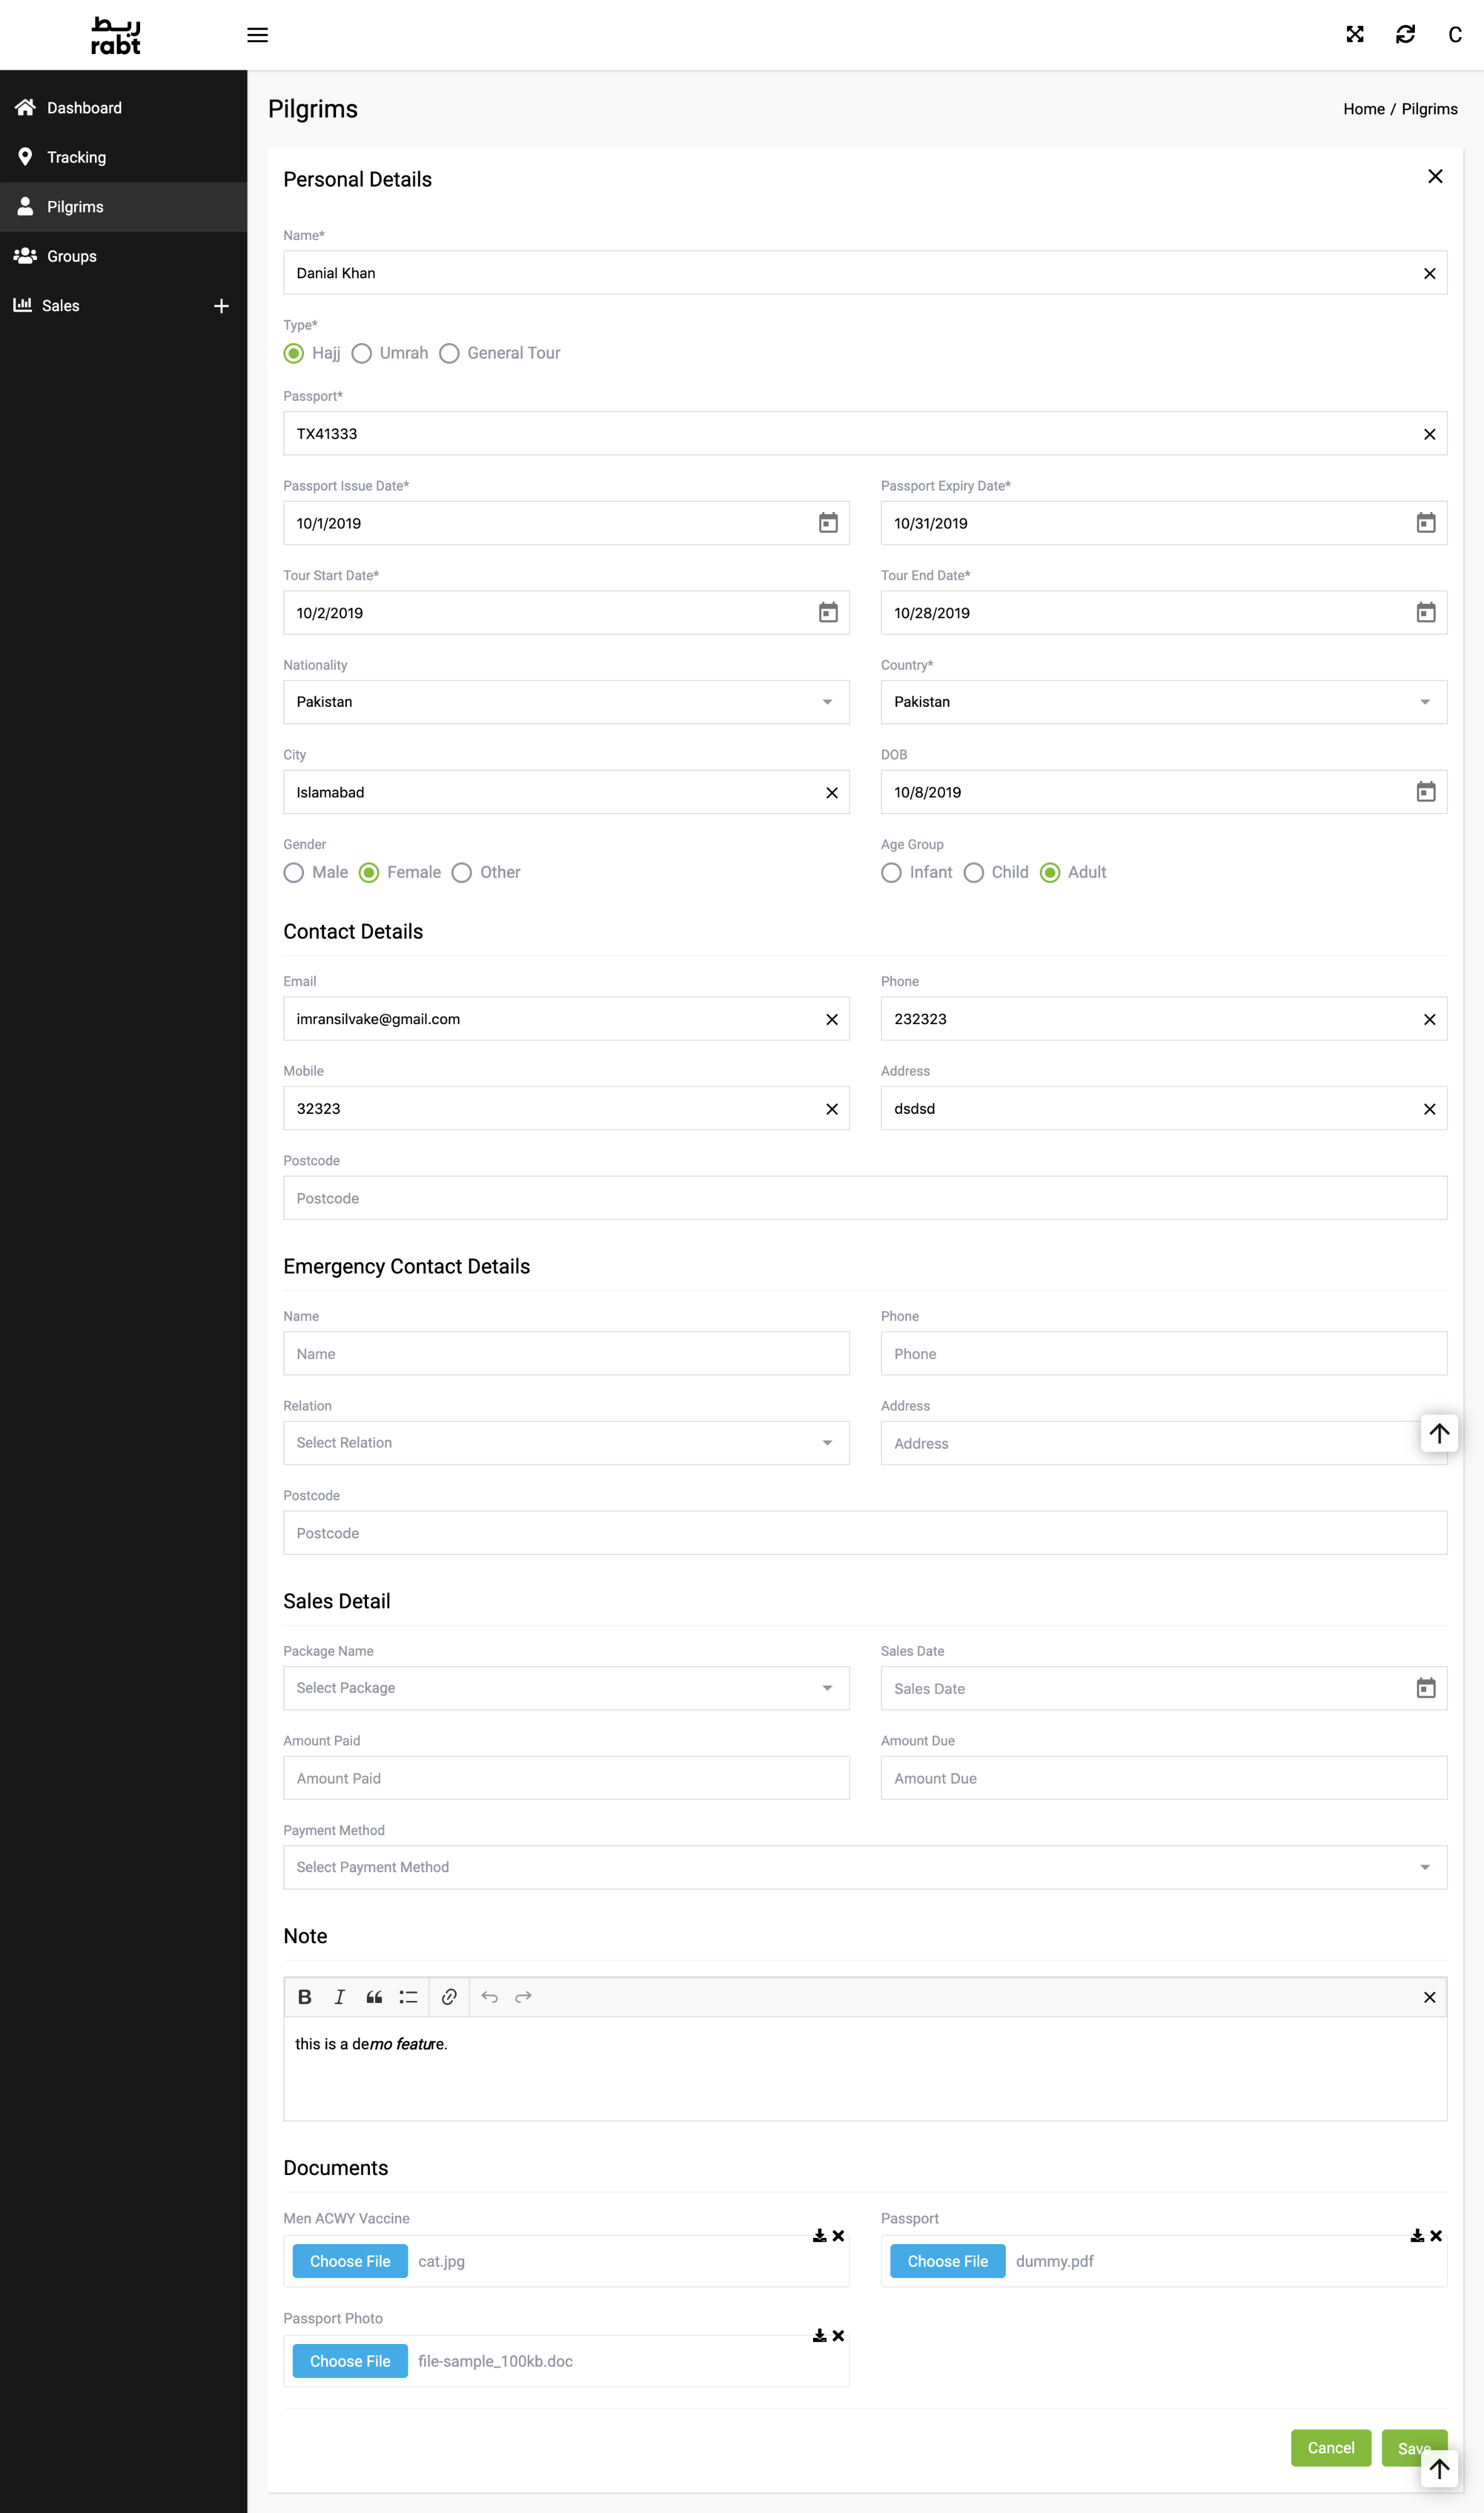 ربط
rabt
C
Dashboard
Tracking
Pilgrims
Groups
Sales
Pilgrims
Home / Pilgrims
Personal Details
Name*
Danial Khan
Type*
Hajj Umrah General Tour
Passport*
TX41333
Passport Issue Date* Passport Expiry Date*
10/1/2019 10/31/2019
Tour Start Date* Tour End Date*
10/2/2019 10/28/2019
Nationality Country*
Pakistan Pakistan
City DOB
Islamabad 10/8/2019
Gender Age Group
Male Female Other Infant Child Adult
Contact Details
Email Phone
imransilvake@gmail.com 232323
Mobile Address
32323 dsdsd
Postcode
Postcode
Emergency Contact Details
Name Phone
Name Phone
Relation Address
Select Relation Address
Postcode
Postcode
Sales Detail
Package Name Sales Date
Select Package Sales Date
Amount Paid Amount Due
Amount Paid Amount Due
Payment Method
Select Payment Method
Note
B I
this is a demo feature.
Documents
Men ACWY Vaccine Passport
Choose File cat.jpg Choose File dummy.pdf
Passport Photo
Choose File file-sample_100kb.doc
Cancel Save